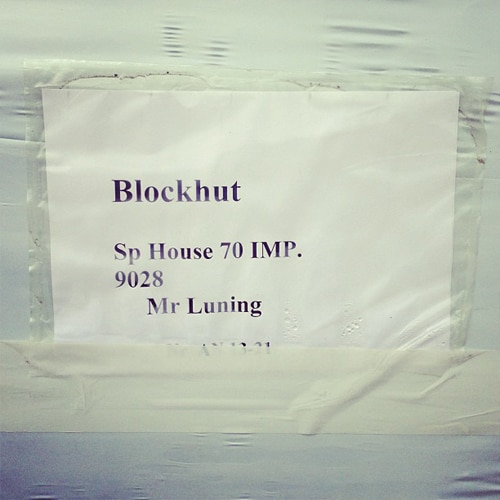 Blockhut
Sp House 70 IMP.
9028
Mr Luning